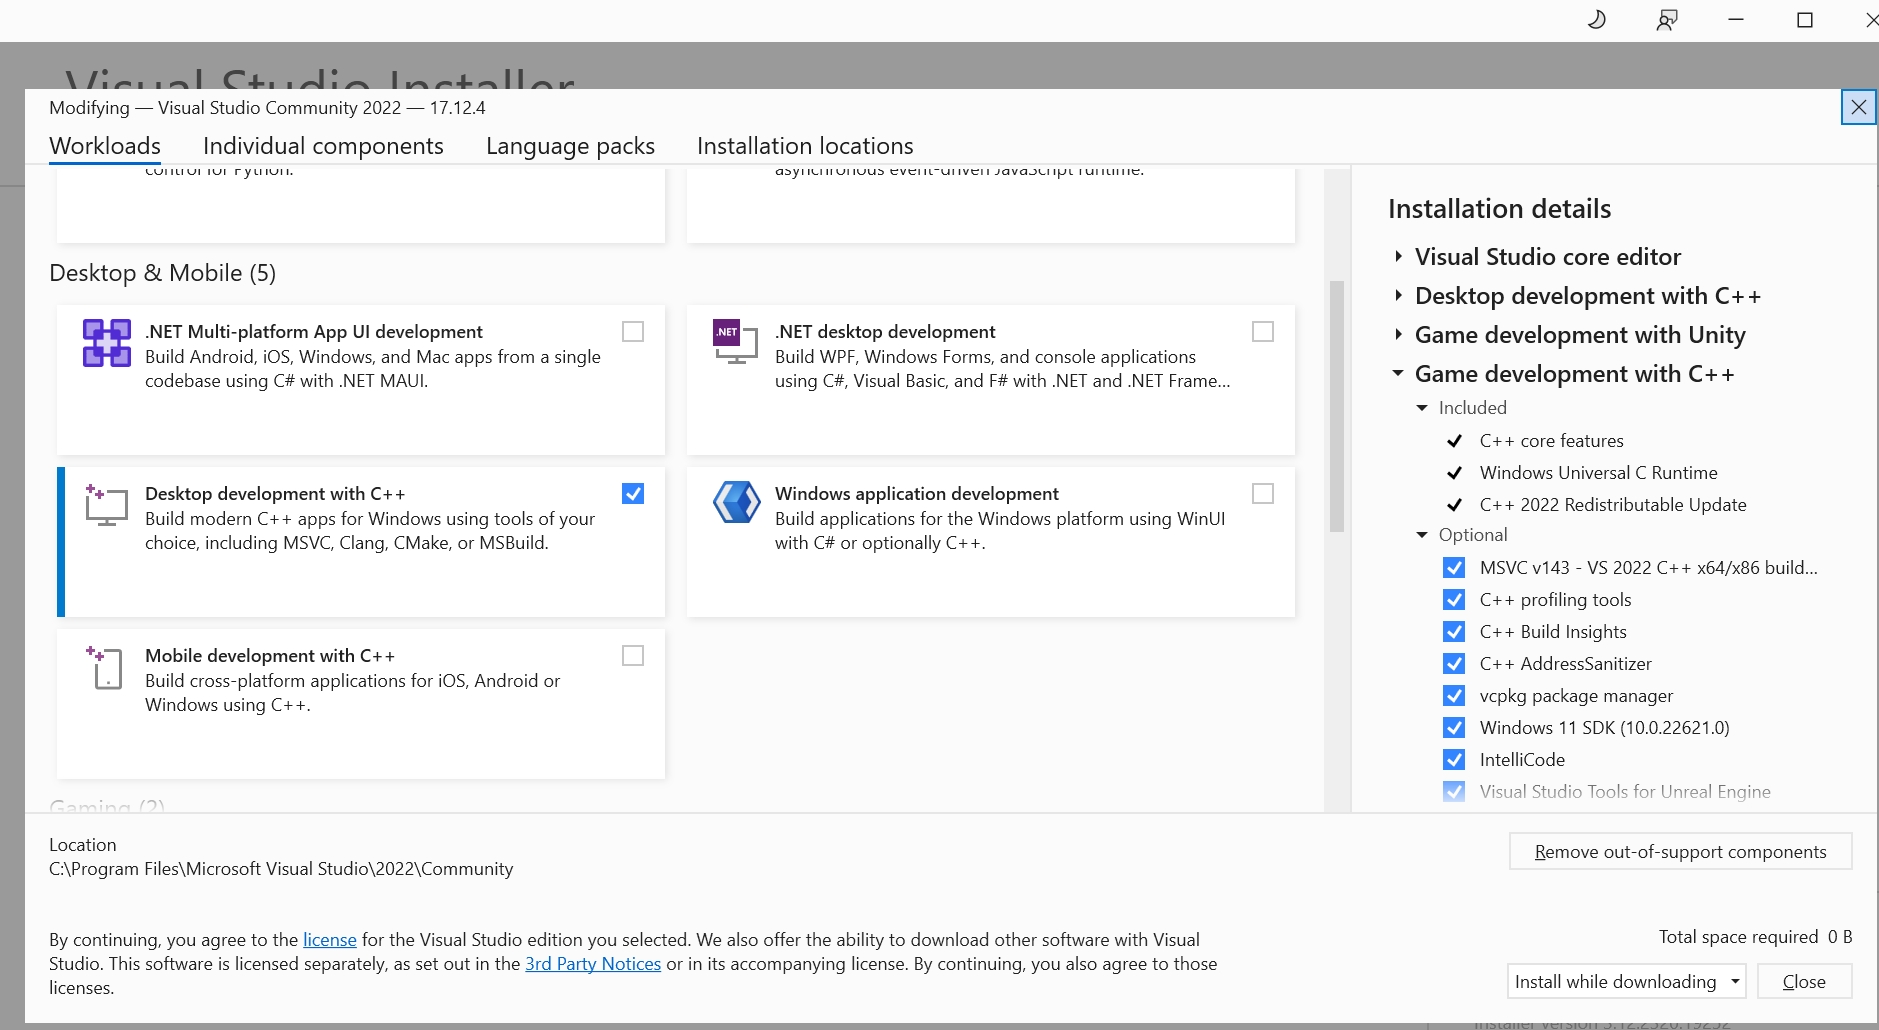 Visual Studio Installer
Modifying — Visual Studio Community 2022 — 17.12.4
Workloads
Individual components
Language packs
Installation locations
control for Python.
asynchronous event-driven JavaScript runtime.
Desktop & Mobile (5)
.NET Multi-platform App UI development
Build Android, iOS, Windows, and Mac apps from a single
codebase using C# with .NET MAUI.
.NET
.NET desktop development
Build WPF, Windows Forms, and console applications
using C#, Visual Basic, and F# with .NET and .NET Frame...
Desktop development with C++
Build modern C++ apps for Windows using tools of your
choice, including MSVC, Clang, CMake, or MSBuild.
Windows application development
Build applications for the Windows platform using WinUI
with C# or optionally C++.
Mobile development with C++
Build cross-platform applications for iOS, Android or
Windows using C++.
Gaming (2)
Installation details
Visual Studio core editor
Desktop development with C++
Game development with Unity
Game development with C++
Included
C++ core features
Windows Universal C Runtime
C++ 2022 Redistributable Update
Optional
MSVC v143 - VS 2022 C++ x64/x86 build...
C++ profiling tools
C++ Build Insights
C++ AddressSanitizer
vcpkg package manager
Windows 11 SDK (10.0.22621.0)
IntelliCode
Visual Studio Tools for Unreal Engine
Location
C:\Program Files\Microsoft Visual Studio\2022\Community
Remove out-of-support components
By continuing, you agree to the license for the Visual Studio edition you selected. We also offer the ability to download other software with Visual
Studio. This software is licensed separately, as set out in the 3rd Party Notices or in its accompanying license. By continuing, you also agree to those
licenses.
Total space required 0 B
Install while downloading
Close